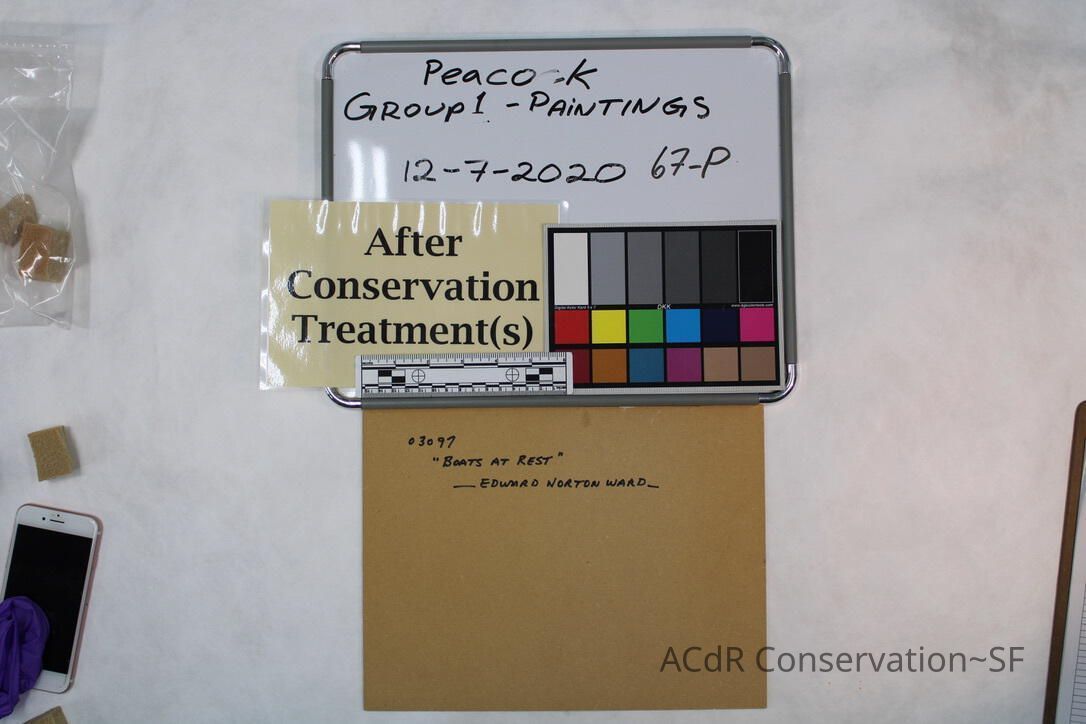 Peacock
GROUP 1 - PAINTINGS
12-7-2020 67-P
After
Conservation
Treatment(s)
DKK
03097
"BOATS AT REST"
— EDWARD NORTON WARD —
ACdR Conservation~SF